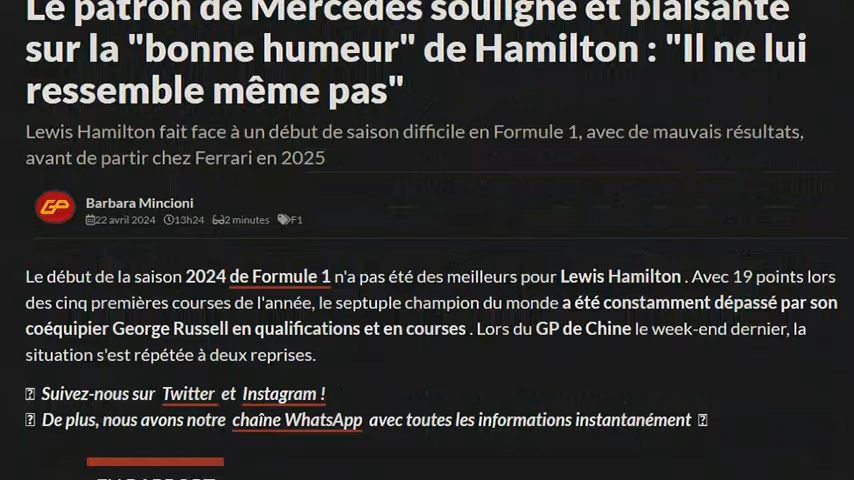 Le patron de Mercedes souligne et plaisante
sur la "bonne humeur" de Hamilton : "Il ne lui
ressemble même pas"
Lewis Hamilton fait face à un début de saison difficile en Formule 1, avec de mauvais résultats,
avant de partir chez Ferrari en 2025
GP
Barbara Mincioni
22 avril 2024 13h24 2 minutes F1
Le début de la saison 2024 de Formule 1 n'a pas été des meilleurs pour Lewis Hamilton . Avec 19 points lors
des cinq premières courses de l'année, le septuple champion du monde a été constamment dépassé par son
coéquipier George Russell en qualifications et en courses . Lors du GP de Chine le week-end dernier, la
situation s'est répétée à deux reprises.
Suivez-nous sur Twitter et Instagram !
De plus, nous avons notre chaîne WhatsApp avec toutes les informations instantanément